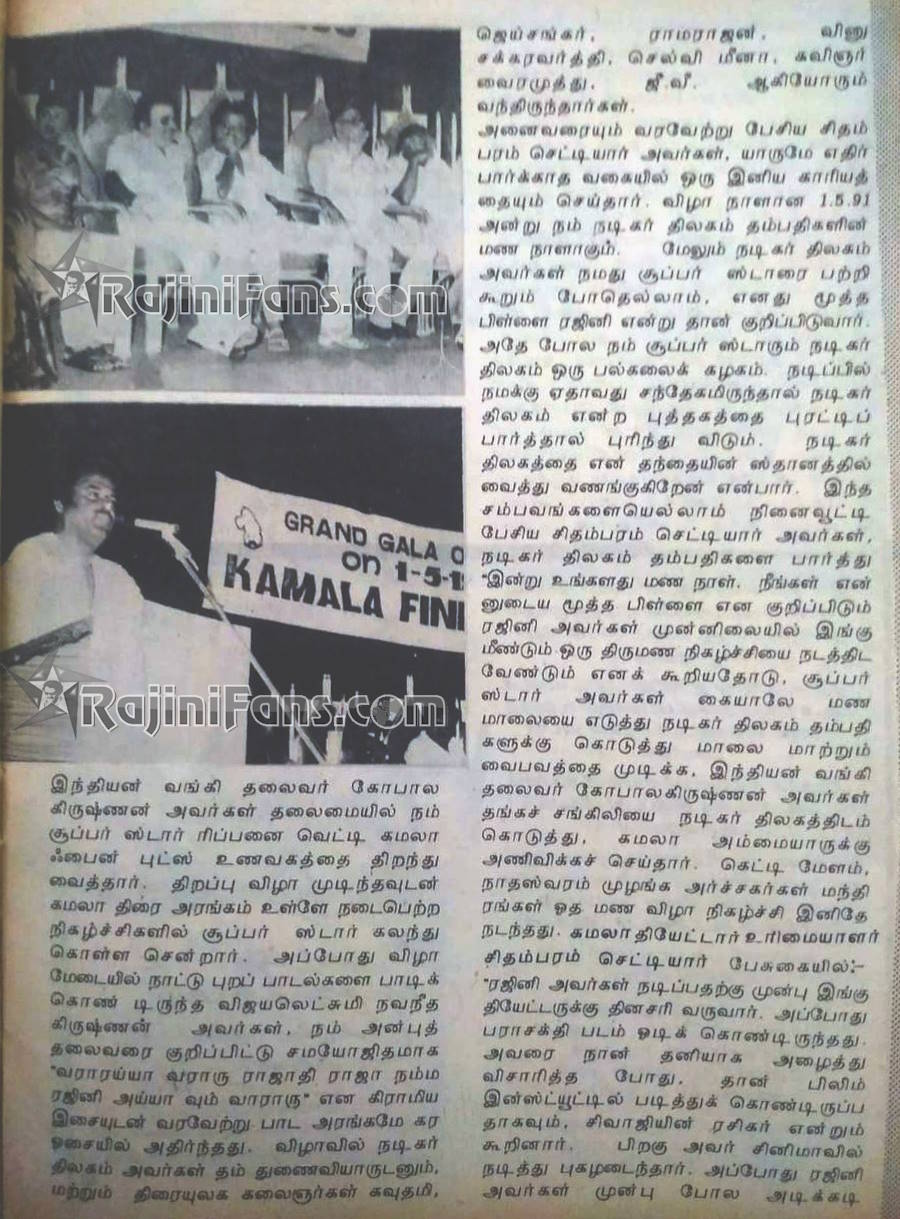 RajiniFans.com
GRAND GALA O
on 1-5-1
KAMALA FIN
RajiniFans.com
இந்தியன் வங்கி தலைவர் கோபால
கிருஷ்ணன் அவர்கள் தலைமையில் நம்
சூப்பர் ஸ்டார் ரிப்பனை வெட்டி கமலா
ஃபைன் புட்ஸ் உணவகத்தை திறந்து
வைத்தார். திறப்பு விழா முடிந்தவுடன்
கமலா திரை அரங்கம் உள்ளே நடைபெற்ற
நிகழ்ச்சிகளில் சூப்பர் ஸ்டார் கலந்து
கொள்ள சென்றார். அப்போது விழா
மேடையில் நாட்டு புறப் பாடல்களை பாடிக்
கொண் டிருந்த விஜயலெட்சுமி நவநீத
கிருஷ்ணன் அவர்கள், நம் அன்புத்
தலைவரை குறிப்பிட்டு சமயோஜிதமாக
"வராரய்யா வராரு ராஜாதி ராஜா நம்ம
ரஜினி அய்யா வும் வாராரு" என கிராமிய
இசையுடன் வரவேற்று பாட அரங்கமே கர
ஓசையில் அதிர்ந்தது. விழாவில் நடிகர்
திலகம் அவர்கள் தம் துணைவியாருடனும்,
மற்றும் திரையுலக கலைஞர்கள் கவுதமி,
ஜெய்சங்கர், ராமராஜன், வினு
சக்கரவர்த்தி, செல்வி மீனா, கவிஞர்
வைரமுத்து, ஜீ.வீ. ஆகியோரும்
வந்திருந்தார்கள்.
அனைவரையும் வரவேற்று பேசிய சிதம்
பரம் செட்டியார் அவர்கள், யாருமே எதிர்
பார்க்காத வகையில் ஒரு இனிய காரியத்
தையும் செய்தார். விழா நாளான 1.5.91
அன்று நம் நடிகர் திலகம் தம்பதிகளின்
மண நாளாகும். மேலும் நடிகர் திலகம்
அவர்கள் நமது சூப்பர் ஸ்டாரை பற்றி
கூறும் போதெல்லாம், எனது மூத்த
பிள்ளை ரஜினி என்று தான் குறிப்பிடுவார்.
அதே போல நம் சூப்பர் ஸ்டாரும் நடிகர்
திலகம் ஒரு பல்கலைக் கழகம். நடிப்பில்
நமக்கு ஏதாவது சந்தேகமிருந்தால் நடிகர்
திலகம் என்ற புத்தகத்தை புரட்டிப்
பார்த்தால் புரிந்து விடும். நடிகர்
திலகத்தை என் தந்தையின் ஸ்தானத்தில்
வைத்து வணங்குகிறேன் என்பார். இந்த
சம்பவங்களையெல்லாம் நினைவூட்டி
பேசிய சிதம்பரம் செட்டியார் அவர்கள்,
நடிகர் திலகம் தம்பதிகளை பார்த்து
"இன்று உங்களது மண நாள். நீங்கள் என்
னுடைய மூத்த பிள்ளை என குறிப்பிடும்
ரஜினி அவர்கள் முன்னிலையில் இங்கு
மீண்டும் ஒரு திருமண நிகழ்ச்சியை நடத்திட
வேண்டும் எனக் கூறியதோடு, சூப்பர்
ஸ்டார் அவர்கள் கையாலே மண
மாலையை எடுத்து நடிகர் திலகம் தம்பதி
களுக்கு கொடுத்து மாலை மாற்றும்
வைபவத்தை முடிக்க, இந்தியன் வங்கி
தலைவர் கோபாலகிருஷ்ணன் அவர்கள்
தங்கச் சங்கிலியை நடிகர் திலகத்திடம்
கொடுத்து, கமலா அம்மையாருக்கு
அணிவிக்கச் செய்தார். கெட்டி மேளம்,
நாதஸ்வரம் முழங்க அர்ச்சகர்கள் மந்தி
ரங்கள் ஓத மண விழா நிகழ்ச்சி இனிதே
நடந்தது. கமலா தியேட்டார் உரிமையாளர்
சிதம்பரம் செட்டியார் பேசுகையில்:-
"ரஜினி அவர்கள் நடிப்பதற்கு முன்பு இங்கு
தியேட்டருக்கு தினசரி வருவார். அப்போது
பராசக்தி படம் ஓடிக் கொண்டிருந்தது.
அவரை நான் தனியாக அழைத்து
விசாரித்த போது, தான் பிலிம்
இன்ஸ்ட்யூட்டில் படித்துக் கொண்டிருப்ப
தாகவும், சிவாஜியின் ரசிகர் என்றும்
கூறினார். பிறகு அவர் சினிமாவில்
நடித்து புகழடைந்தார். அப்போது ரஜினி
அவர்கள் முன்பு போல அடிக்கடி